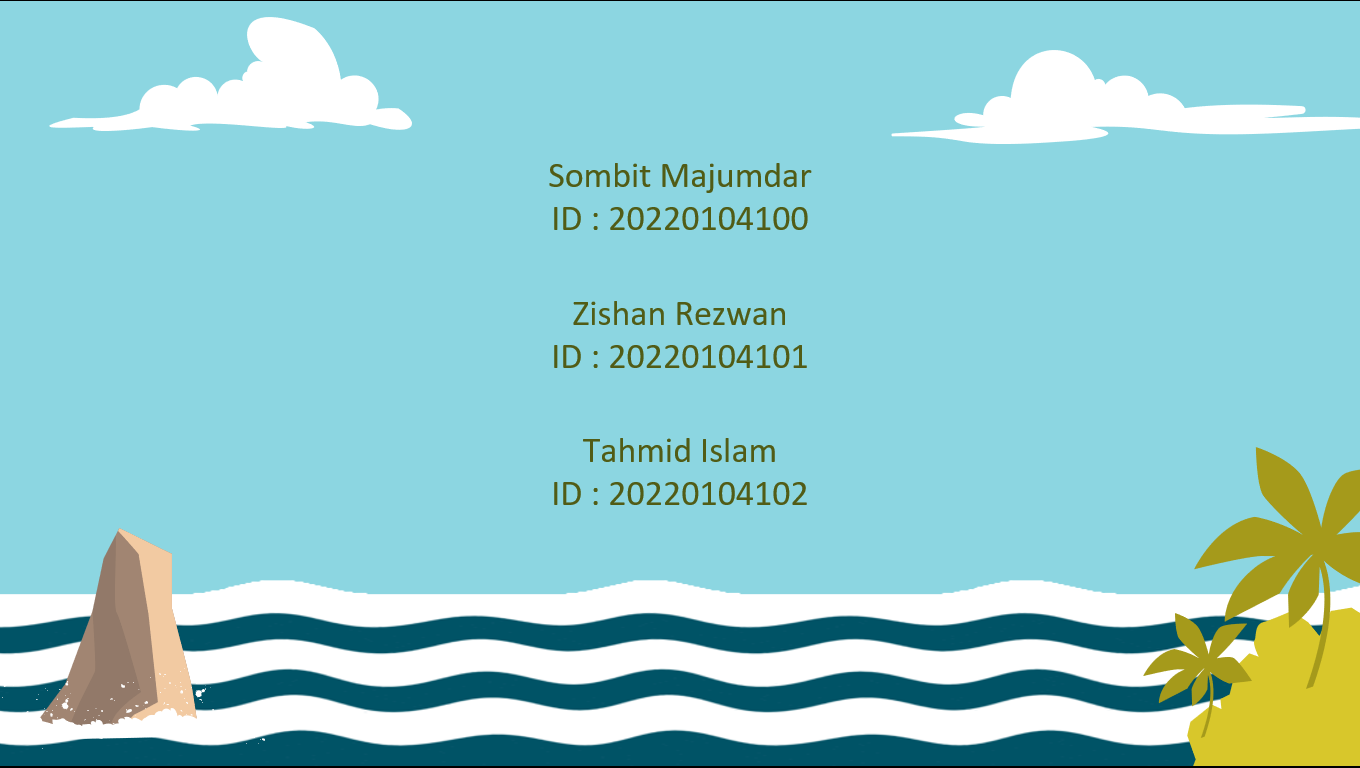 Sombit Majumdar
ID : 20220104100
Zishan Rezwan
ID : 20220104101
Tahmid Islam
ID : 20220104102